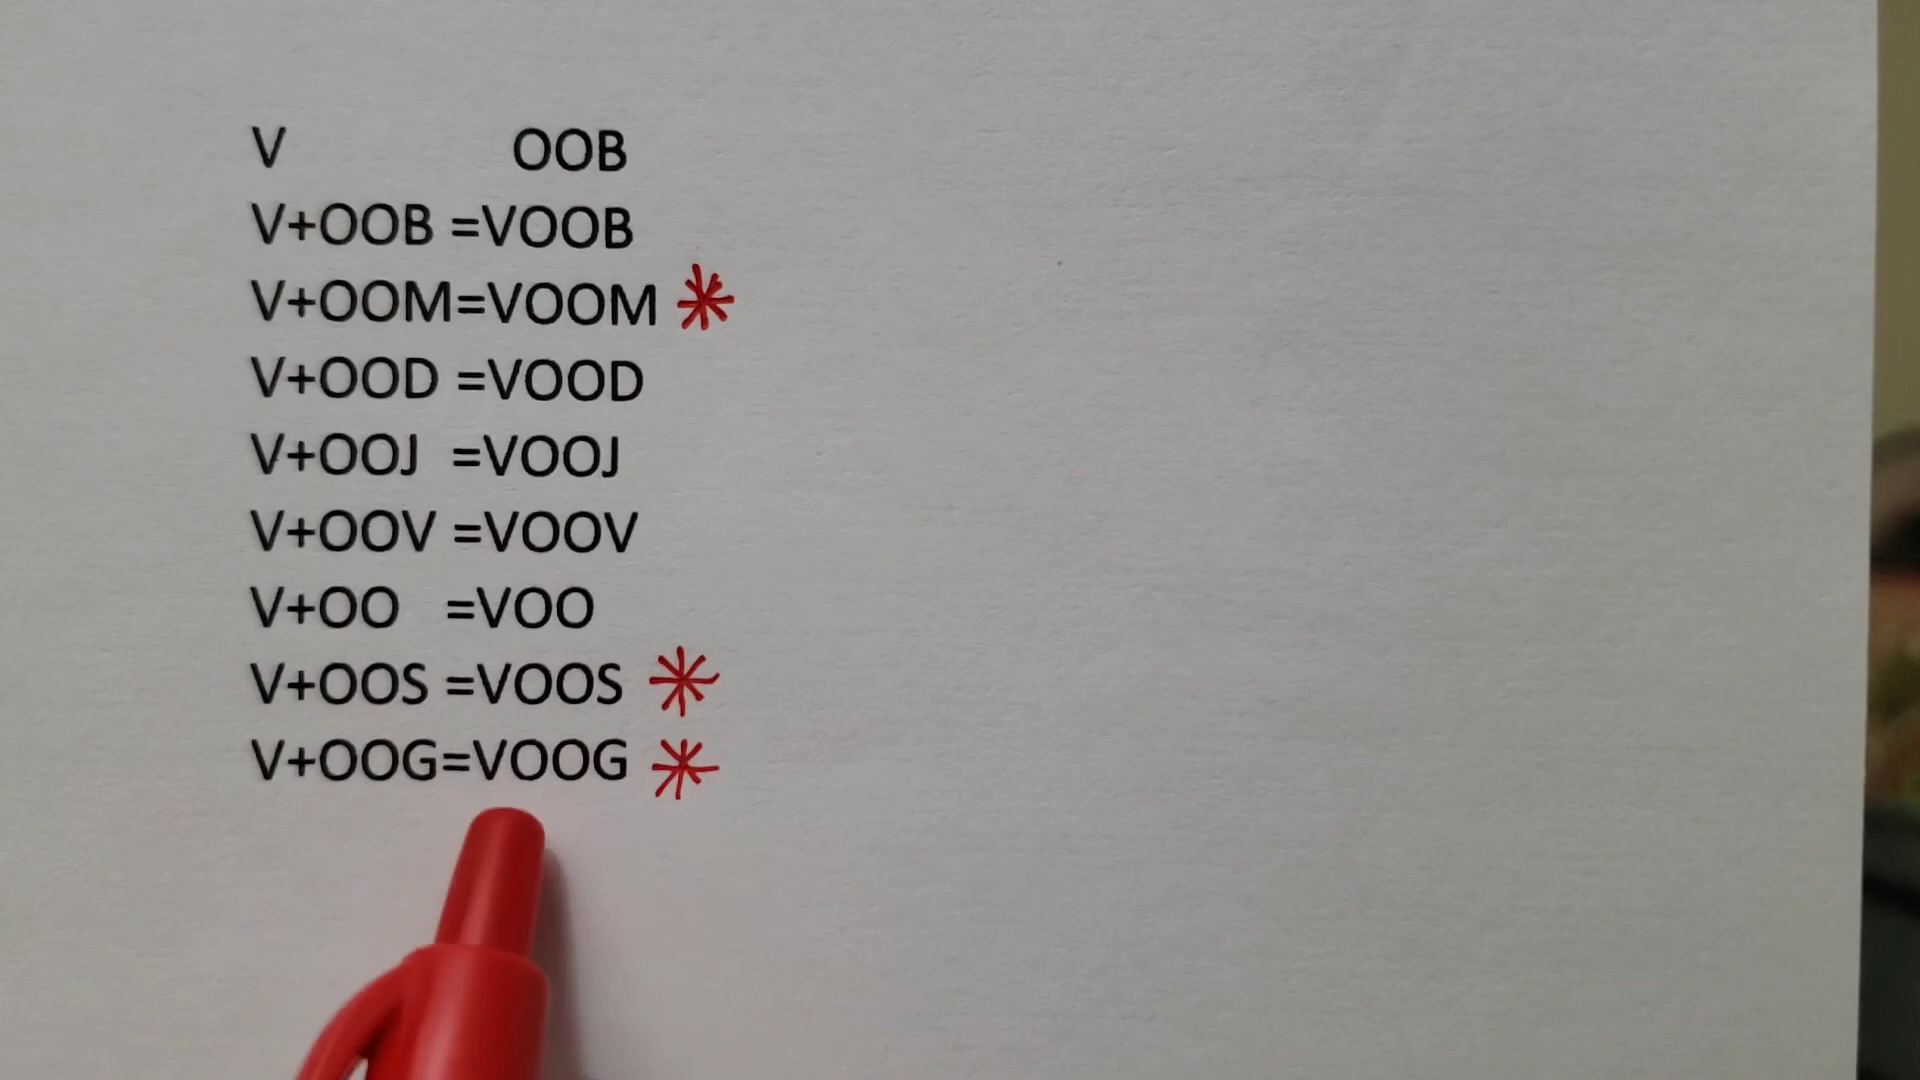 V OOB
V+OOB =VOOB
V+OOM=VOOM *
V+OOD =VOOD
V+OOJ =VOOJ
V+OOV =VOOV
V+OO =VOO
V+OOS =VOOS *
V+OOG=VOOG *